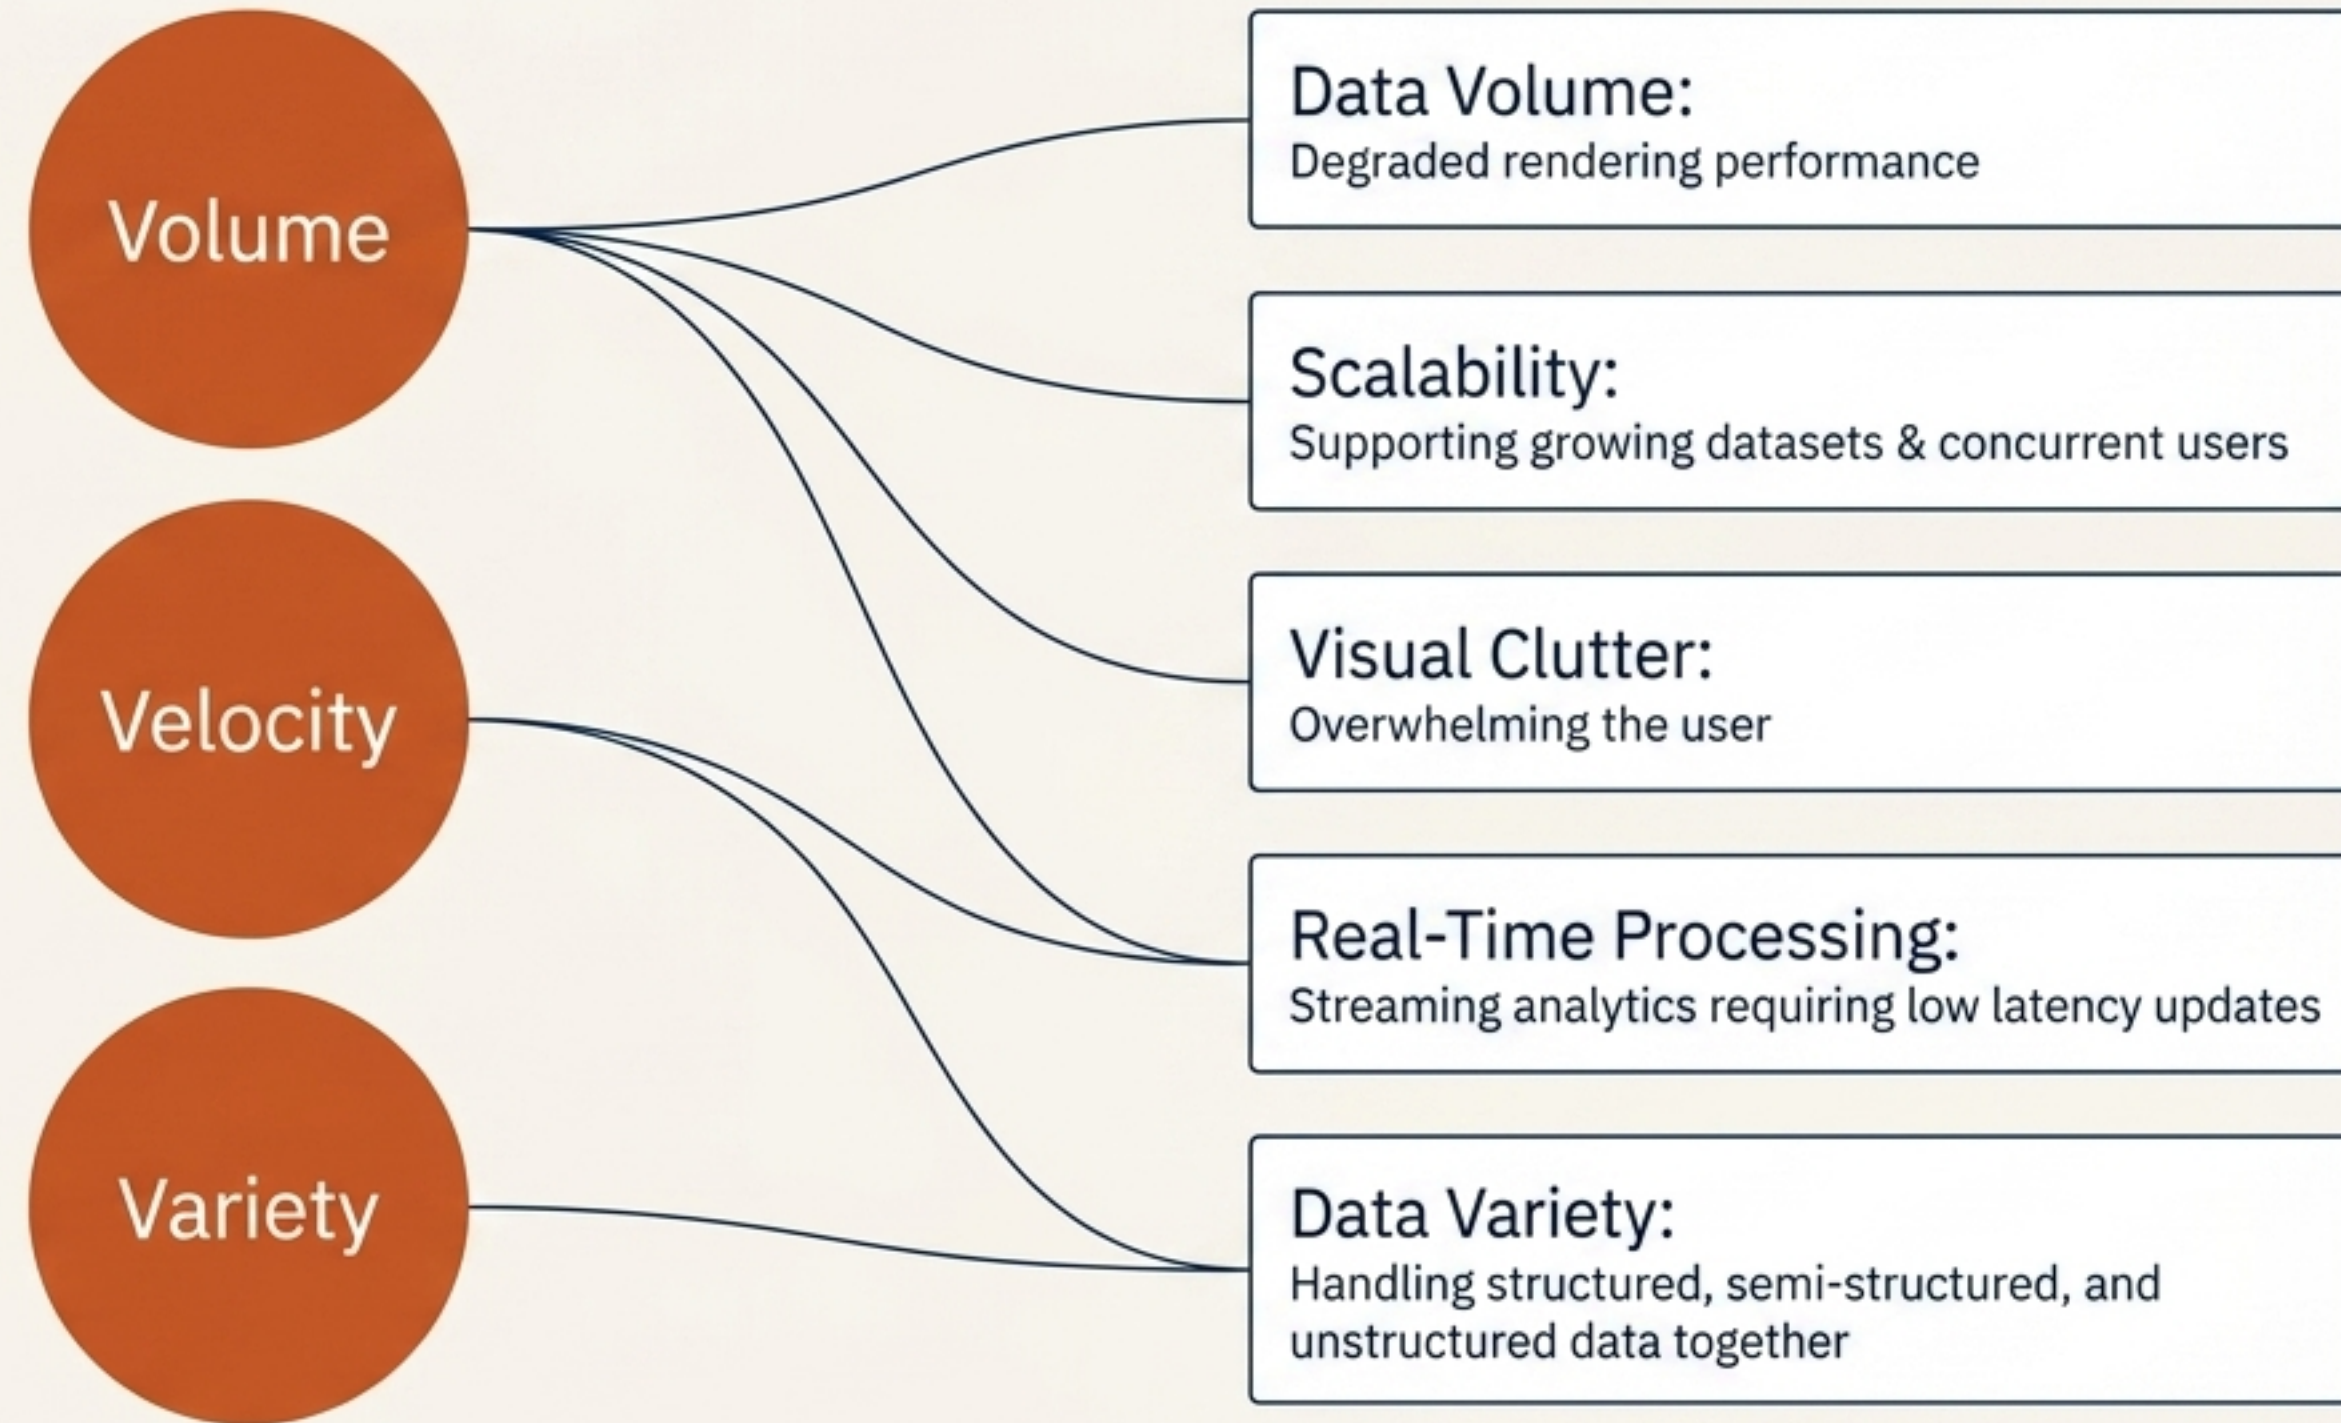 Volume
Velocity
Variety
Data Volume:
Degraded rendering performance
Scalability:
Supporting growing datasets & concurrent users
Visual Clutter:
Overwhelming the user
Real-Time Processing:
Streaming analytics requiring low latency updates
Data Variety:
Handling structured, semi-structured, and
unstructured data together